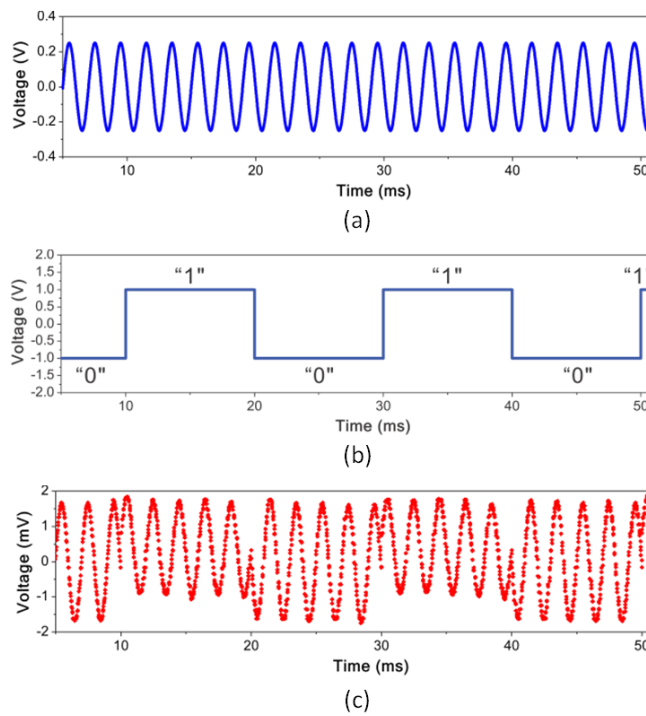 0.4
0.2
0.0
-0.2
-0.4
Voltage (V)
10 20 30 40 50
Time (ms)
(a)
2.0
1.5
1.0
0.5
0.0
-0.5
-1.0
-1.5
-2.0
Voltage (V)
“1" “1" “1"
“0" “0" “0"
10 20 30 40 50
Time (ms)
(b)
2
1
0
-1
-2
Voltage (mV)
10 20 30 40 50
Time (ms)
(c)